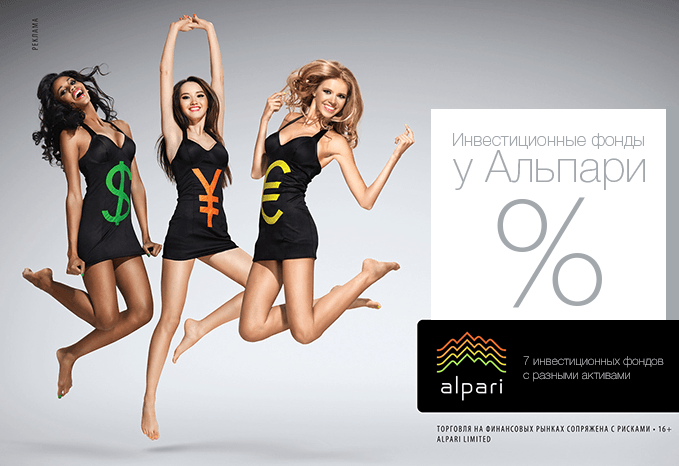 РЕКЛАМА
$
¥
€
Инвестиционные фонды
у Альпари
%
alpari
7 инвестиционных фондов
с разными активами
ТОРГОВЛЯ НА ФИНАНСОВЫХ РЫНКАХ СОПРЯЖЕНА С РИСКАМИ • 16+
ALPARI LIMITED